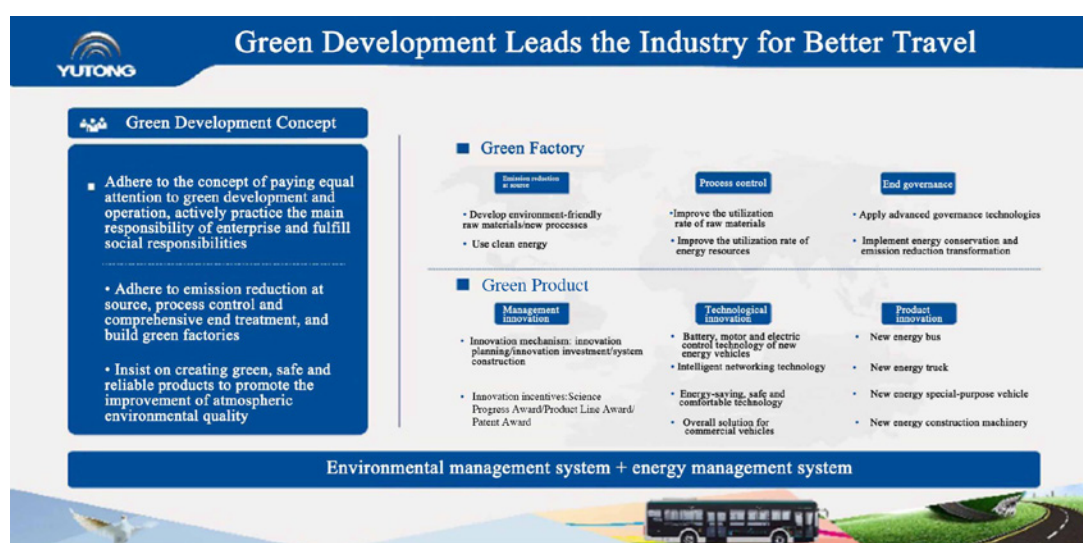 YUTONG
Green Development Leads the Industry for Better Travel
Green Development Concept
Adhere to the concept of paying equal
attention to green development and
operation, actively practice the main
responsibility of enterprise and fulfill
social responsibilities
• Adhere to emission reduction at
source, process control and
comprehensive end treatment, and
build green factories
• Insist on creating green, safe and
reliable products to promote the
improvement of atmospheric
environmental quality
Green Factory
Emission reduction
at source
• Develop environment-friendly
raw materials/new processes
• Use clean energy
Process control
•Improve the utilization
rate of raw materials
• Improve the utilization rate of
energy resources
End governance
• Apply advanced governance technologies
• Implement energy conservation and
emission reduction transformation
Green Product
Management
innovation
• Innovation mechanism: innovation
planning/innovation investment/system
construction
• Innovation incentives:Science
Progress Award/Product Line Award/
Patent Award
Technological
innovation
• Battery, motor and electric
control technology of new
energy vehicles
• Intelligent networking technology
• Energy-saving, safe and
comfortable technology
• Overall solution for
commercial vehicles
Product
innovation
• New energy bus
• New energy truck
• New energy special-purpose vehicle
• New energy construction machinery
Environmental management system + energy management system